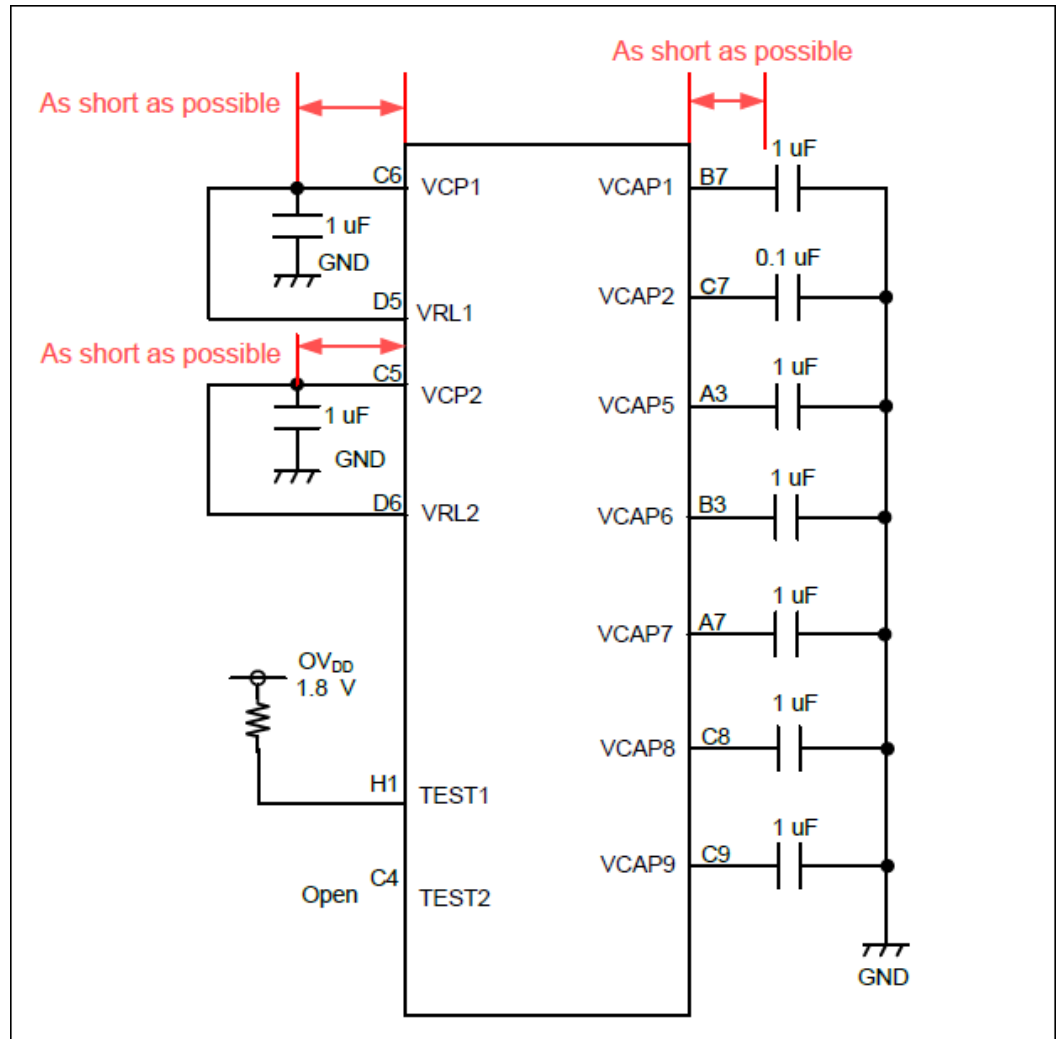 As short as possible
As short as possible
1 uF
C6
VCP1
VCAP1
B7
1 uF
GND
0.1 uF
D5
VRL1
VCAP2
C7
As short as possible
1 uF
C5
VCP2
VCAP5
A3
1 uF
GND
1 uF
D6
VRL2
VCAP6
B3
1 uF
VCAP7
A7
OVDD
1.8 V
1 uF
VCAP8
C8
H1
TEST1
1 uF
VCAP9
C9
Open
C4
TEST2
GND